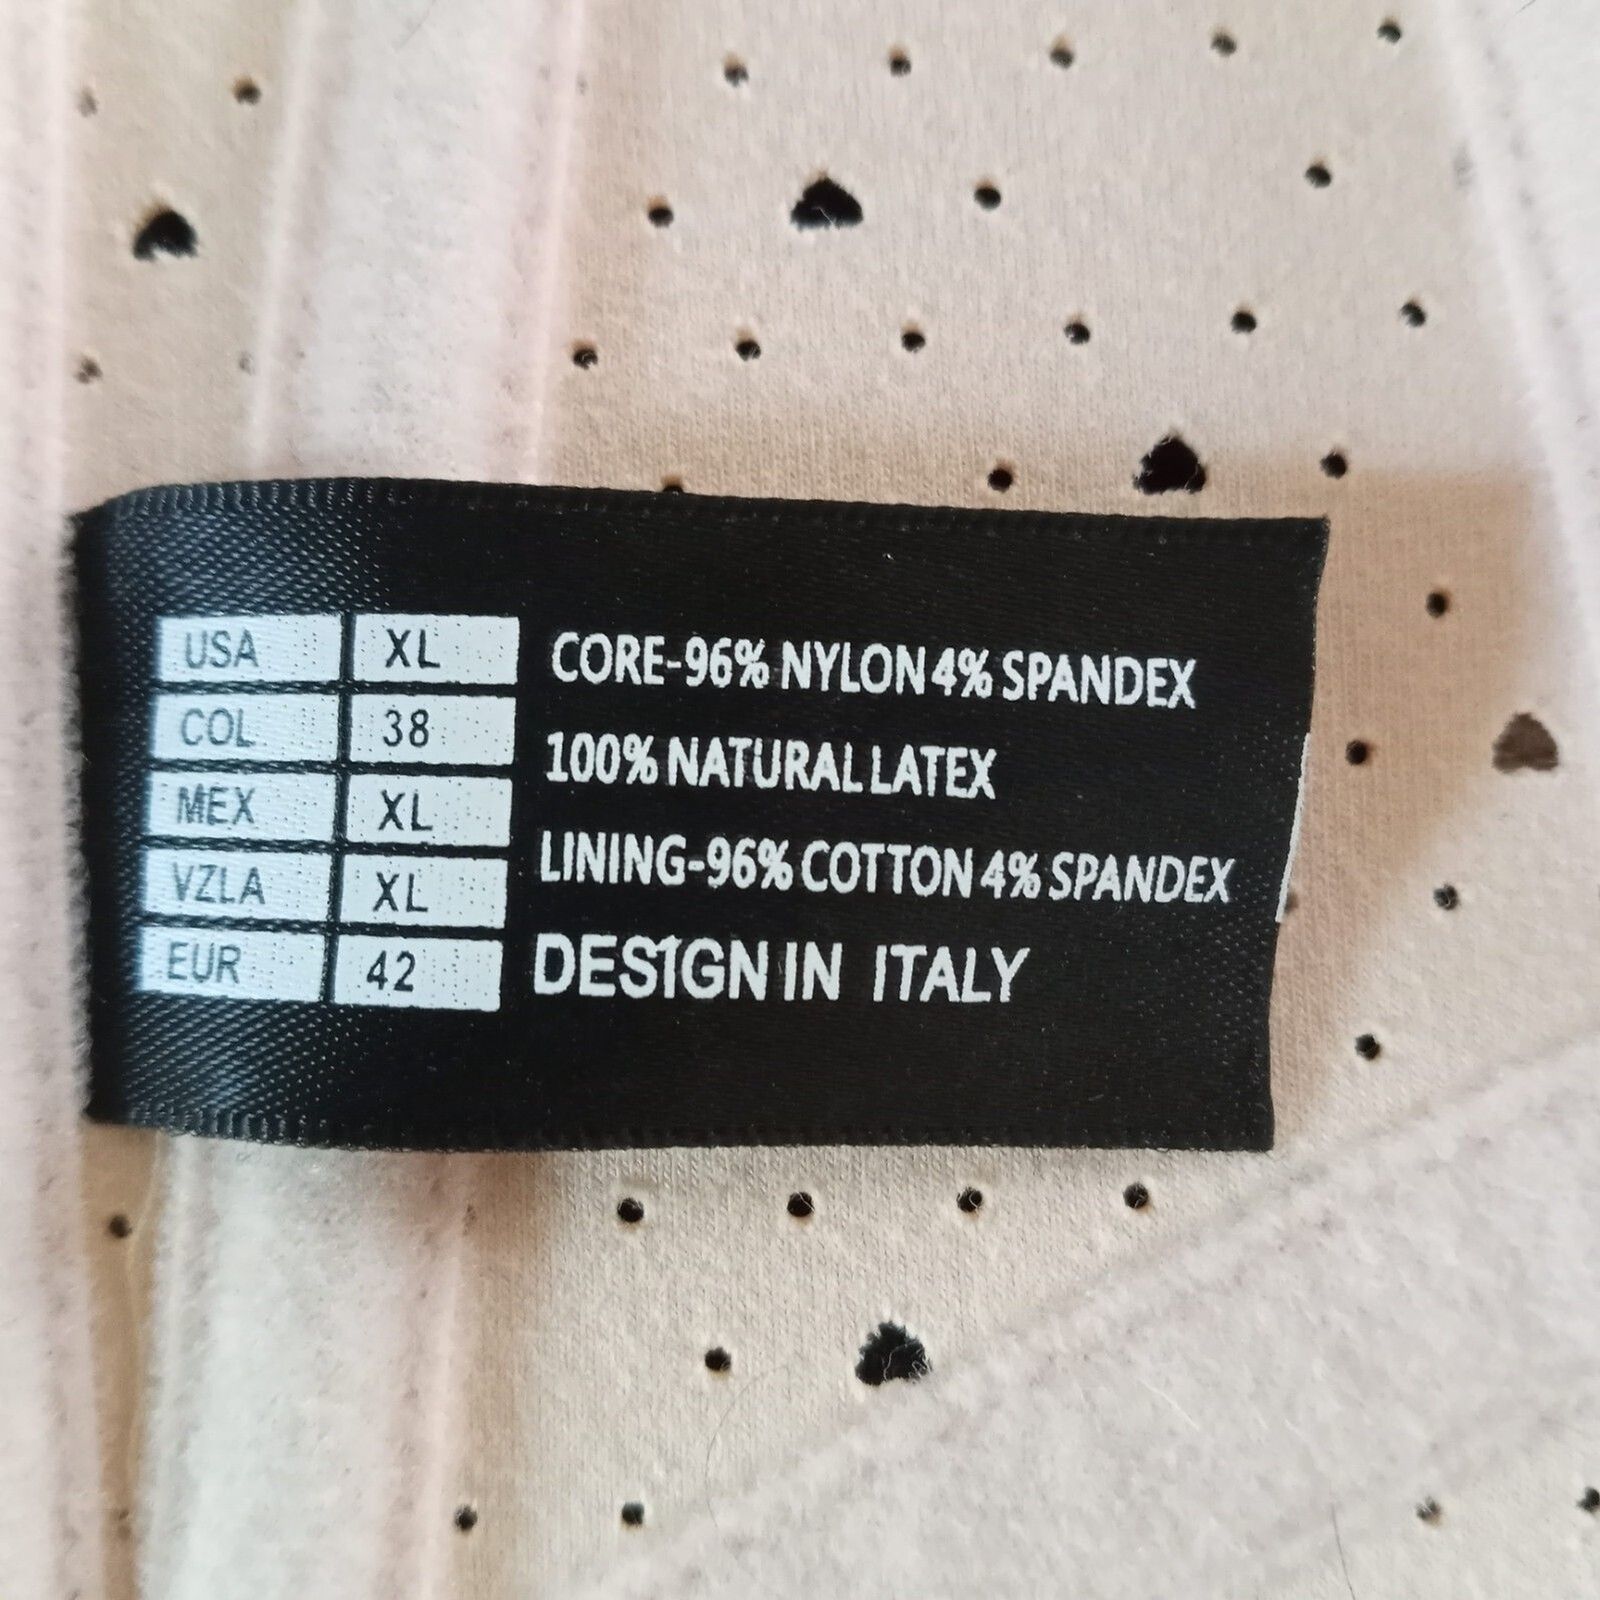 USA XL
COL 38
MEX XL
VZLA XL
EUR 42
CORE-96% NYLON 4% SPANDEX
100% NATURAL LATEX
LINING-96% COTTON 4% SPANDEX
DESIGN IN ITALY